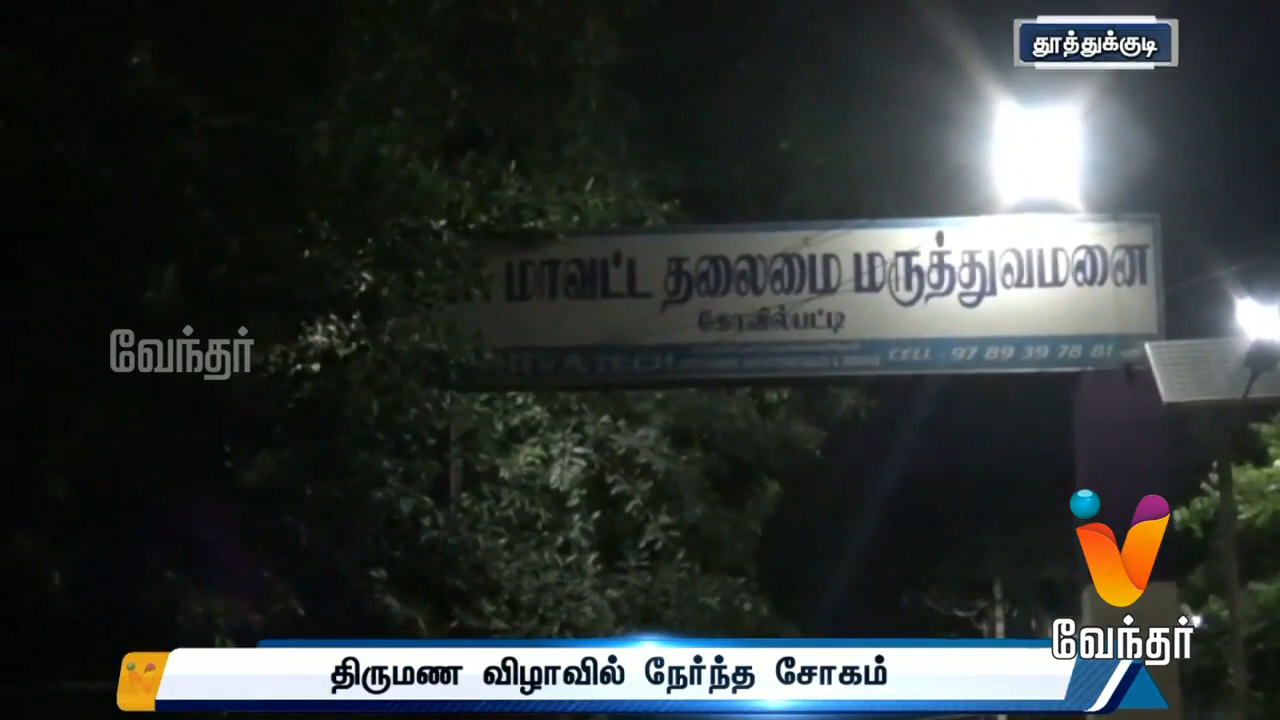 தூத்துக்குடி
மாவட்ட தலைமை மருத்துவமனை
கோவில்பட்டி
CELL : 97 89 39 78 81
வேந்தர்
வேந்தர்
திருமண விழாவில் நேர்ந்த சோகம்